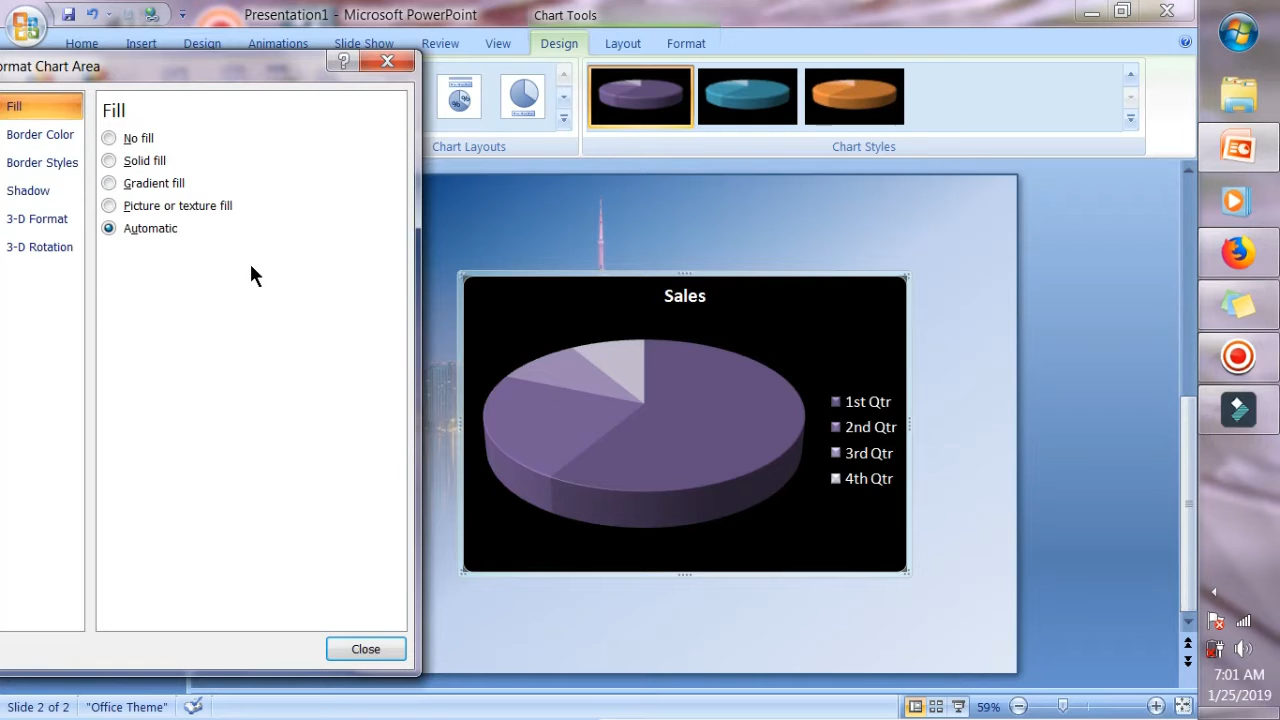 Presentation1 - Microsoft PowerPoint
Chart Tools
Home
Insert
Design
Animations
Slide Show
Review
View
Design
Layout
Format
ormat Chart Area
Chart Layouts
Chart Styles
Fill
Border Color
Border Styles
Shadow
3-D Format
3-D Rotation
Fill
No fill
Solid fill
Gradient fill
Picture or texture fill
Automatic
Close
Sales
1st Qtr
2nd Qtr
3rd Qtr
4th Qtr
Slide 2 of 2
"Office Theme"
59%
7:01 AM
1/25/2019